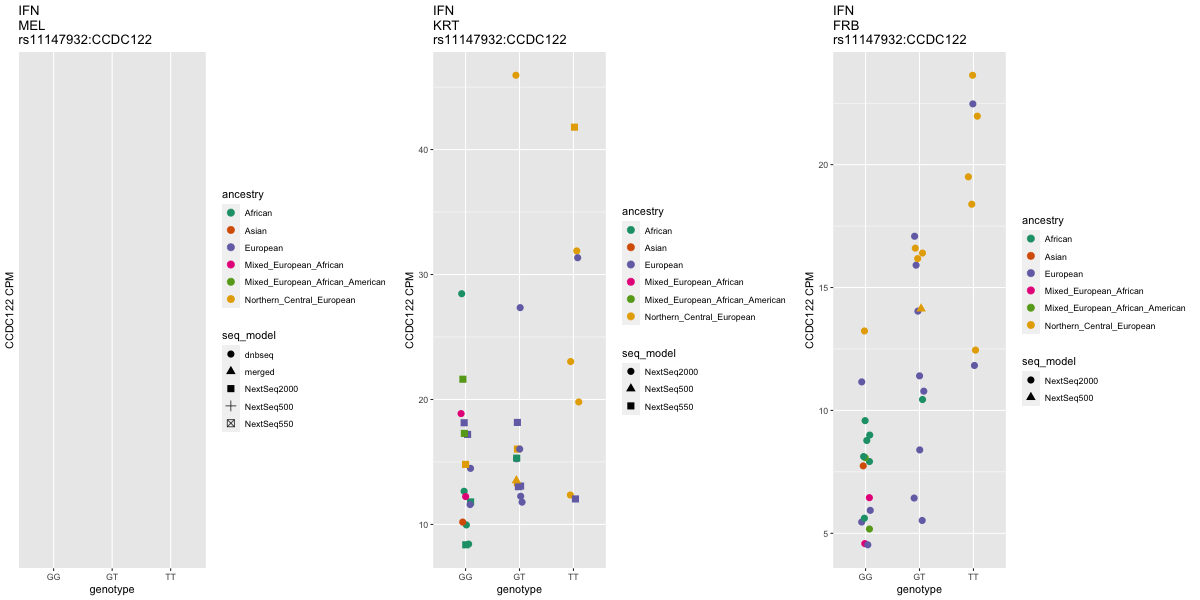 IFN
MEL
rs11147932:CCDC122
CCDC122 CPM
GG
GT
TT
genotype
ancestry
African
Asian
European
Mixed_European_African
Mixed_European_African_American
Northern_Central_European
seq_model
dnbseq
merged
NextSeq2000
NextSeq500
NextSeq550
IFN
KRT
rs11147932:CCDC122
CCDC122 CPM
40
30
20
10
GG
GT
TT
genotype
ancestry
African
Asian
European
Mixed_European_African
Mixed_European_African_American
Northern_Central_European
seq_model
NextSeq2000
NextSeq500
NextSeq550
IFN
FRB
rs11147932:CCDC122
CCDC122 CPM
20
15
10
5
GG
GT
TT
genotype
ancestry
African
Asian
European
Mixed_European_African
Mixed_European_African_American
Northern_Central_European
seq_model
NextSeq2000
NextSeq500